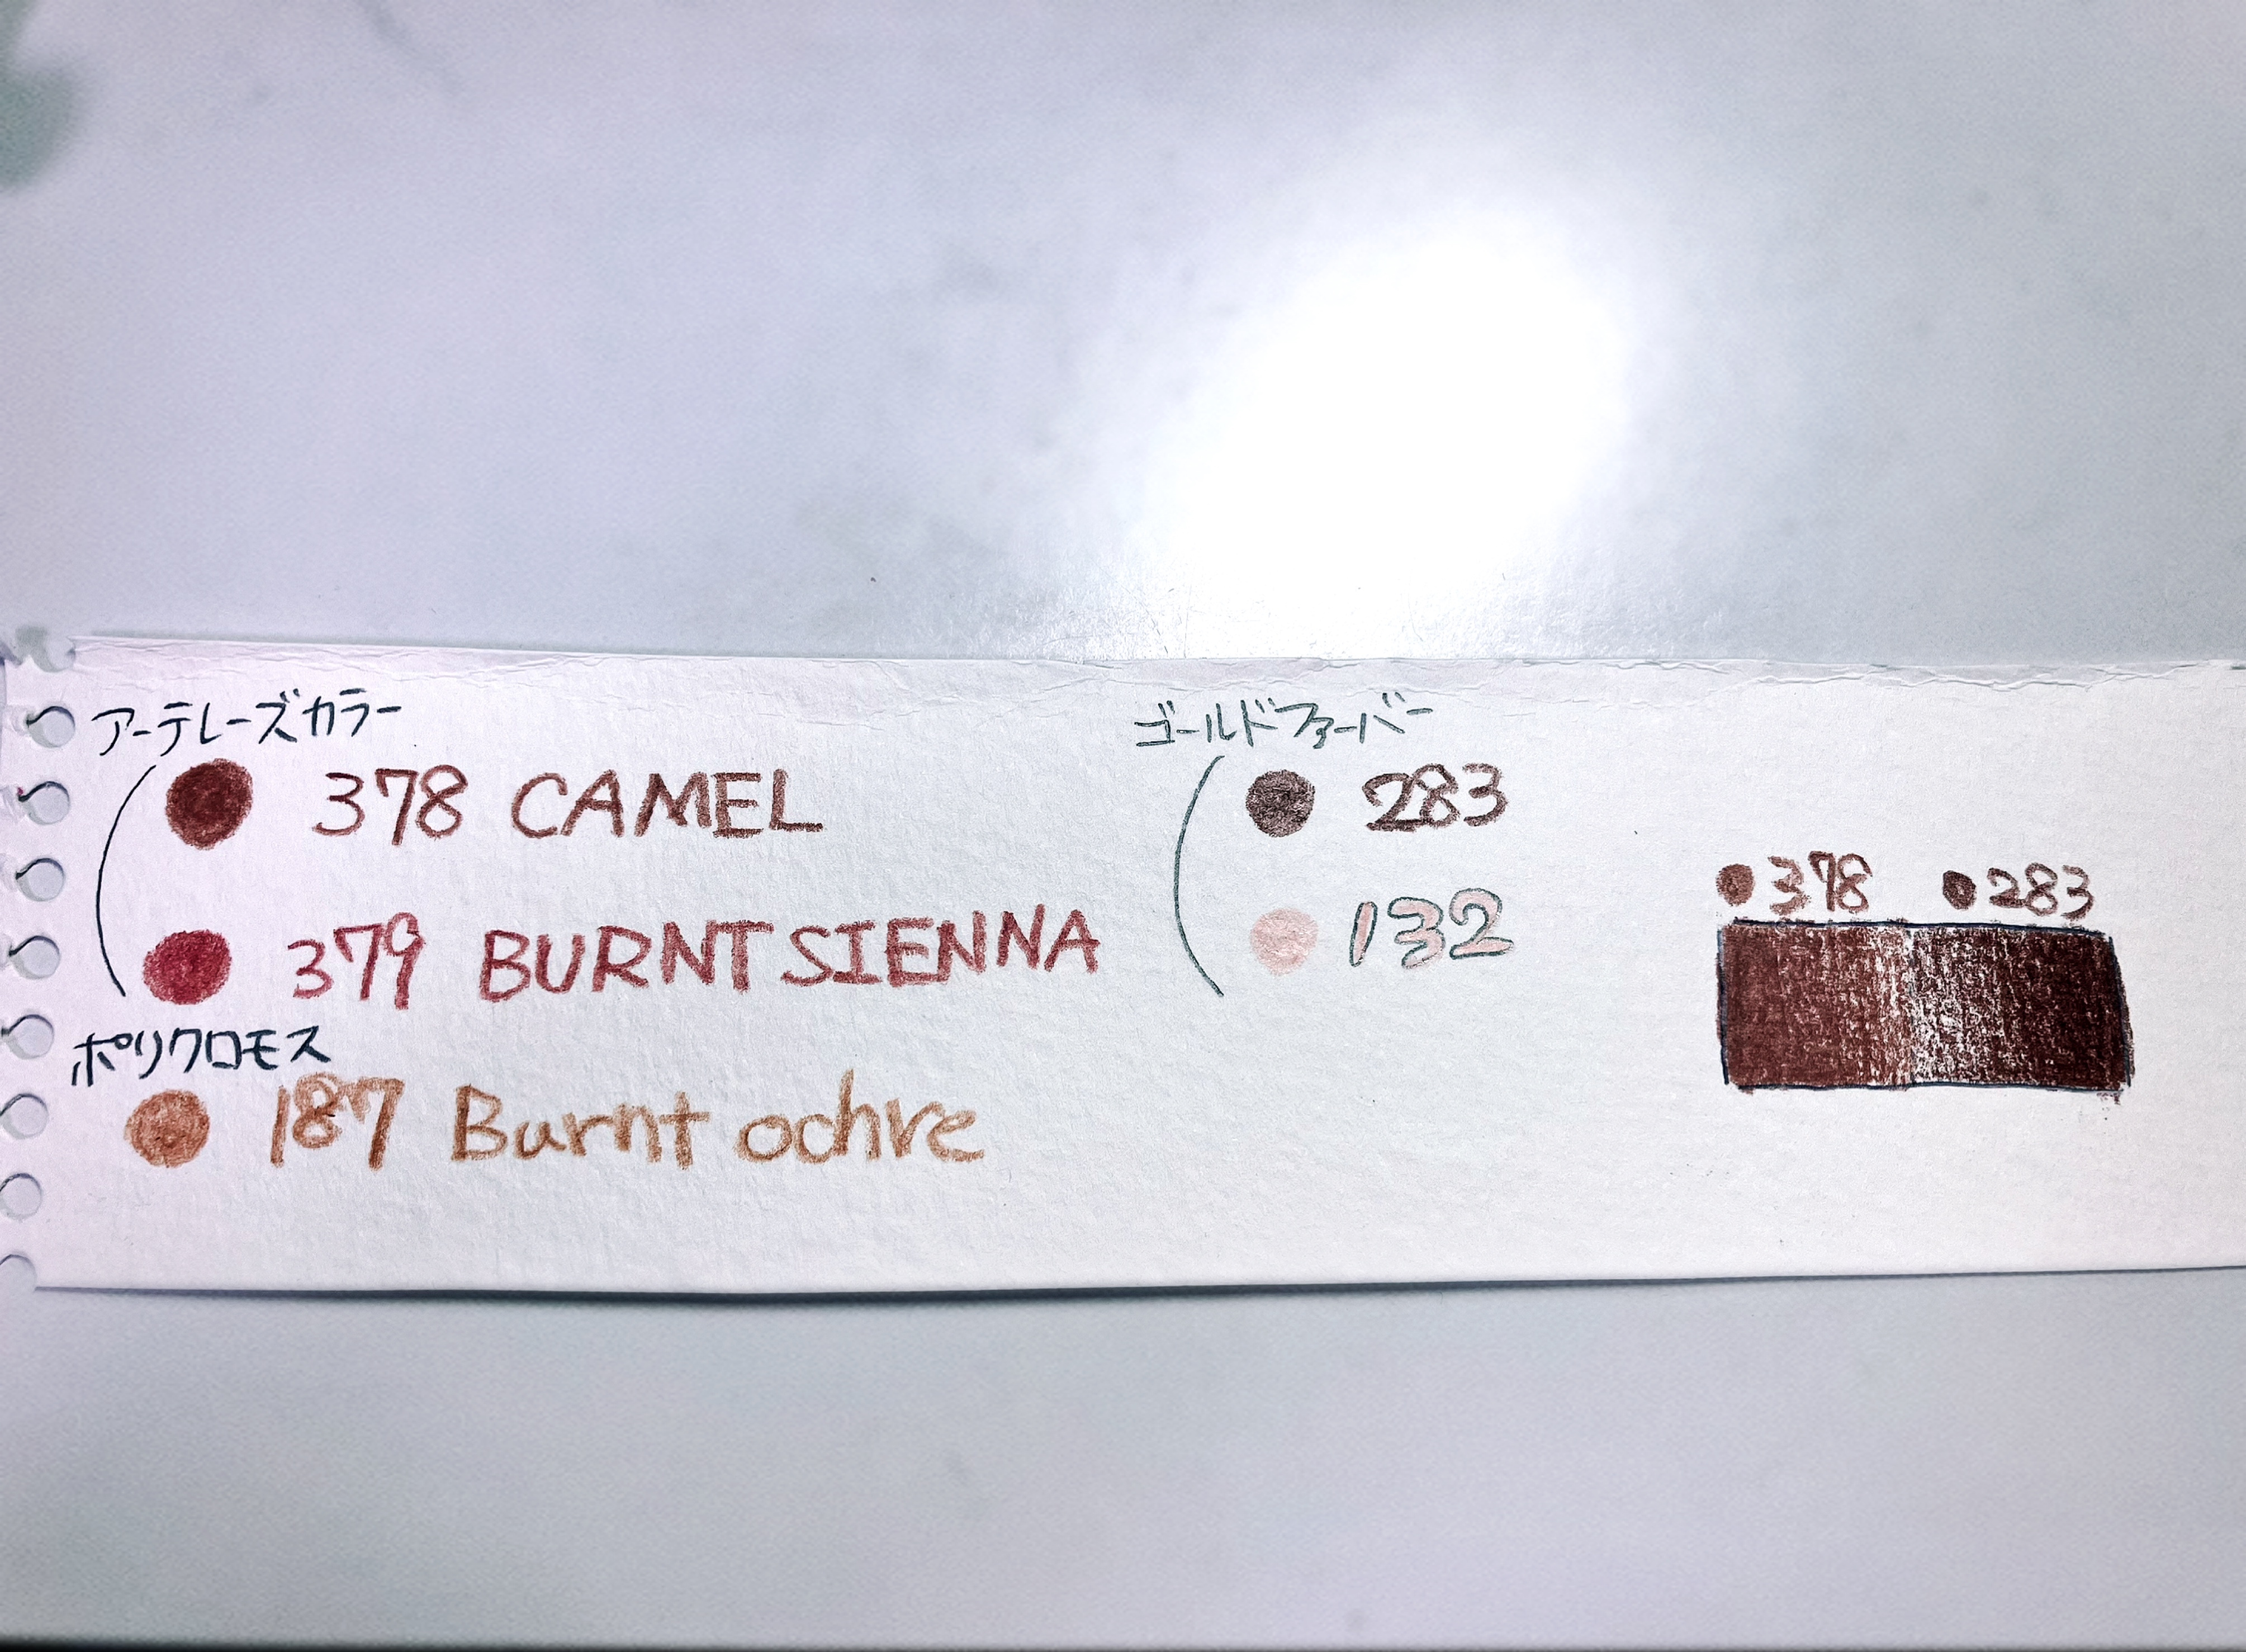 アーテレーズカラー
378 CAMEL
379 BURNT SIENNA
ポリクロモス
187 Burnt ochre
ゴールドファーバー
283
132
378 283